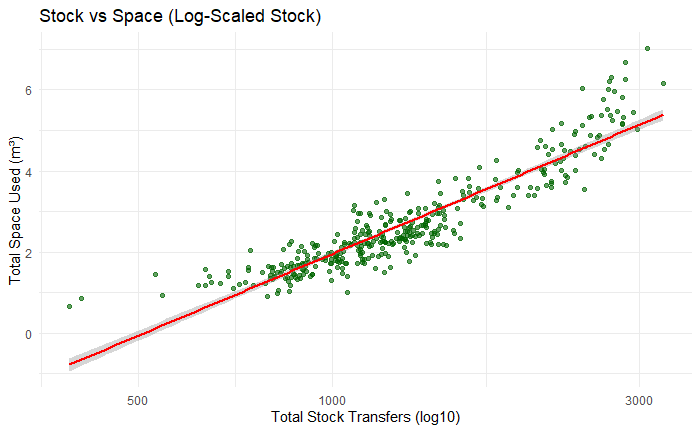 Stock vs Space (Log-Scaled Stock)
Total Space Used (m³)
6
4
2
0
500
1000
3000
Total Stock Transfers (log10)